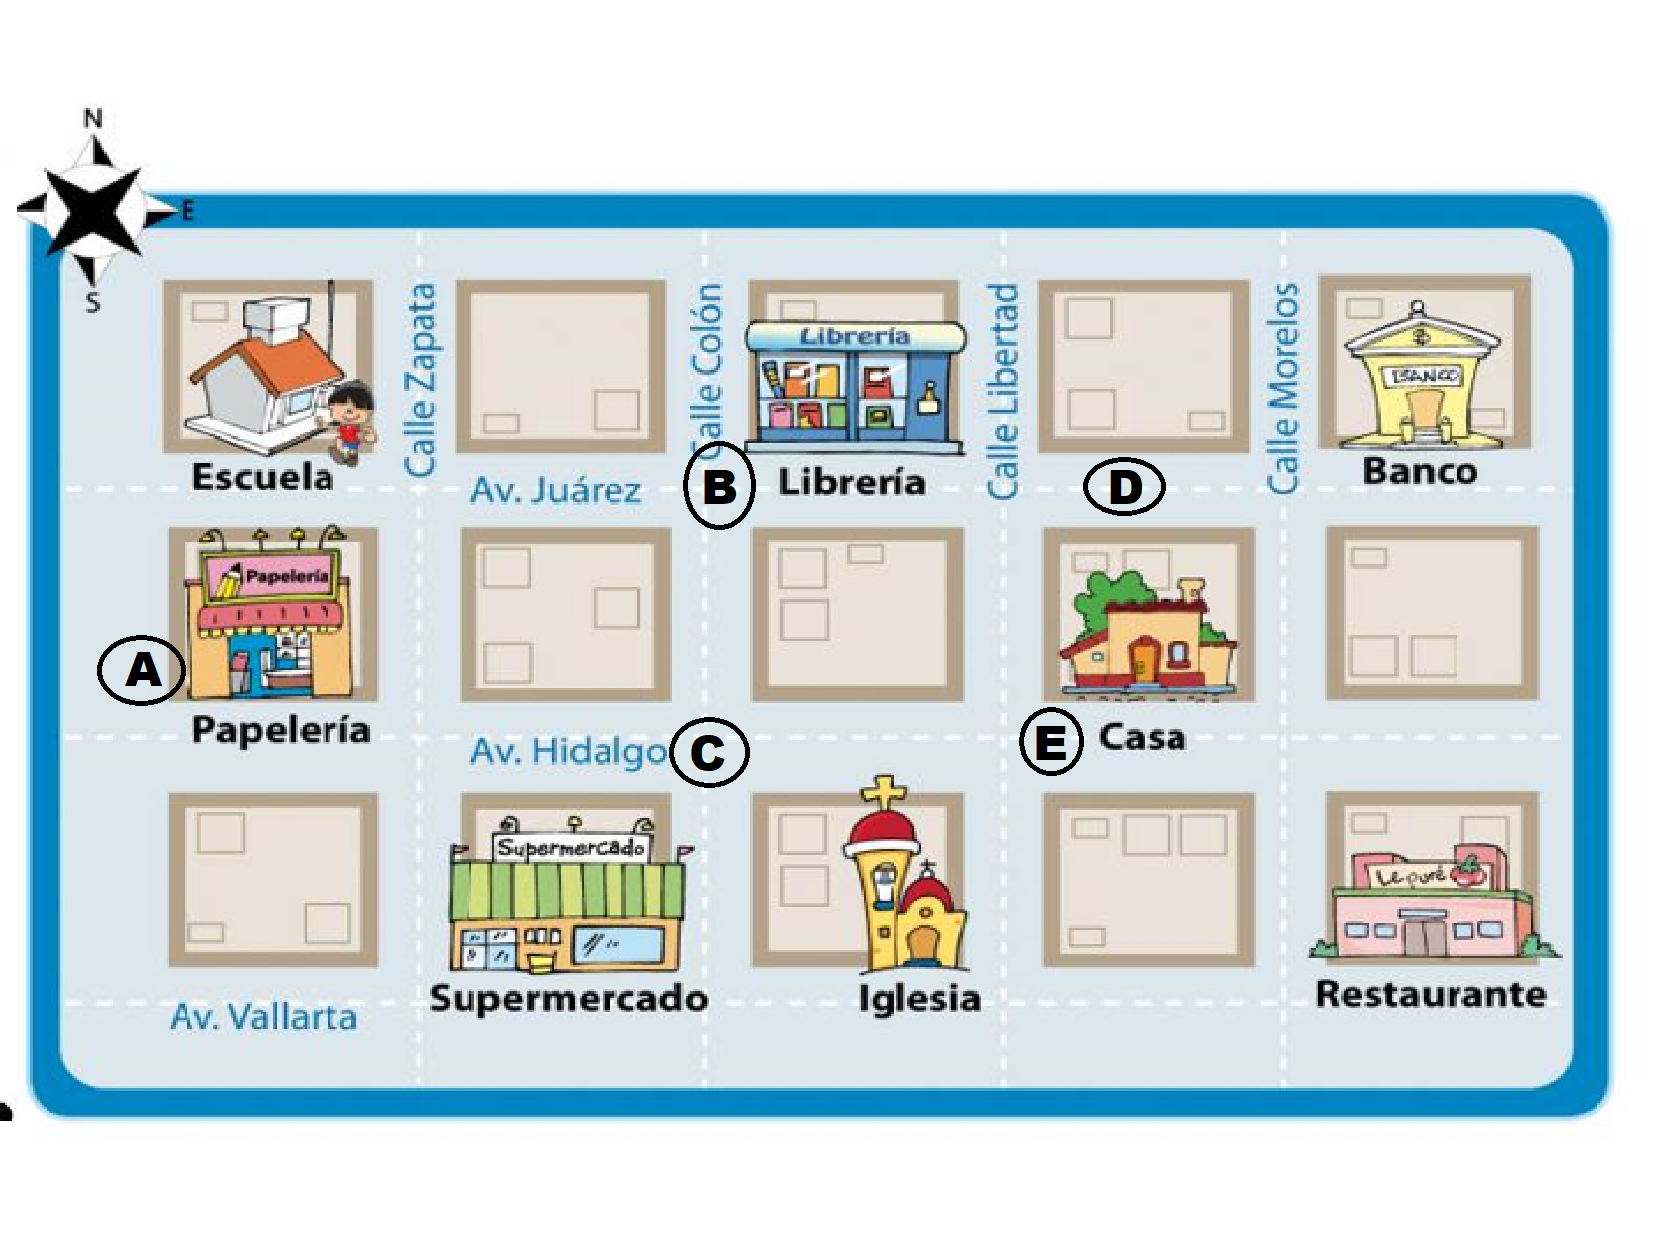 N
E
S
Calle Zapata
Calle Colón
Calle Libertad
Calle Morelos
Librería
BANCO
Escuela
Av. Juárez
B
Librería
D
Banco
Papelería
A
Papelería
Av. Hidalgo
C
E
Casa
Supermercado
Le puré
Supermercado
Iglesia
Restaurante
Av. Vallarta